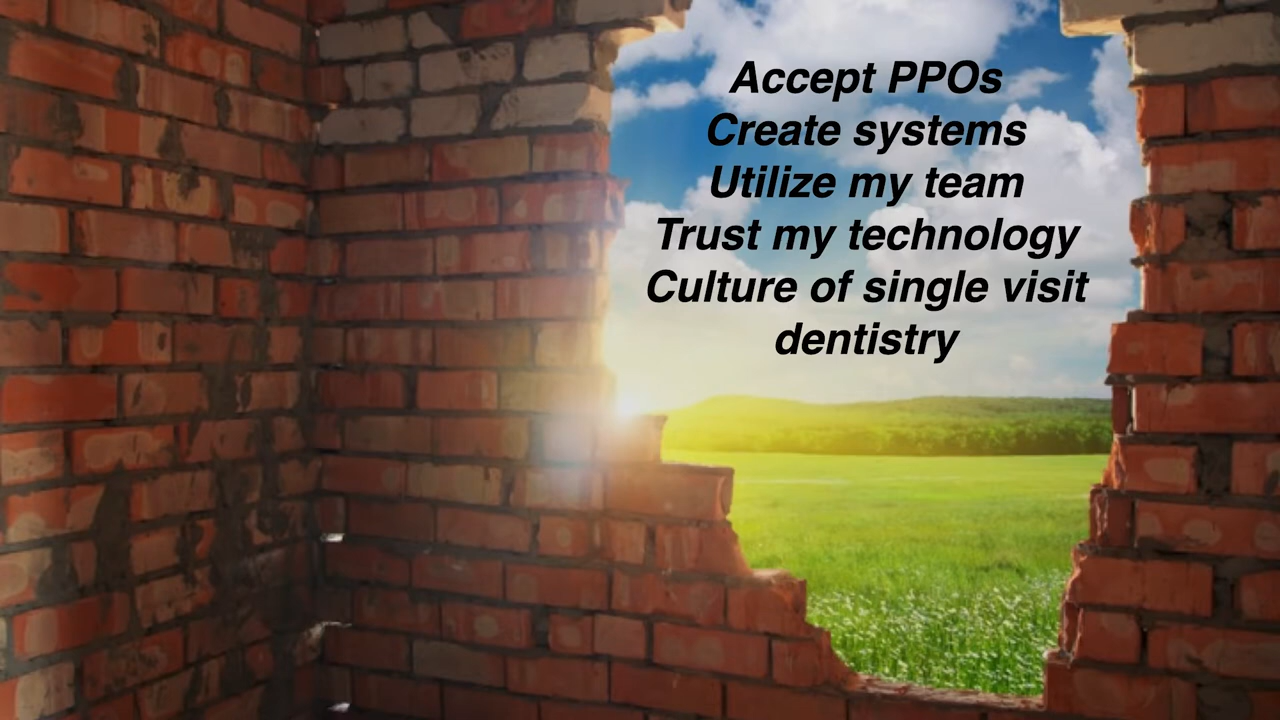 Accept PPOs
Create systems
Utilize my team
Trust my technology
Culture of single visit
dentistry